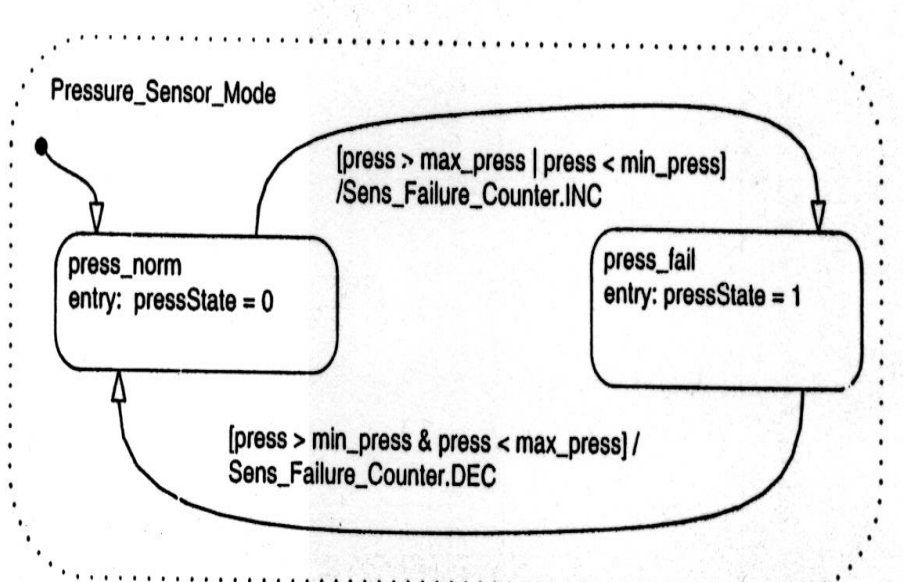 Pressure_Sensor_Mode
[press > max_press | press < min_press]
/Sens_Failure_Counter.INC
press_norm
entry: pressState = 0
press_fail
entry: pressState = 1
[press > min_press & press < max_press] /
Sens_Failure_Counter.DEC